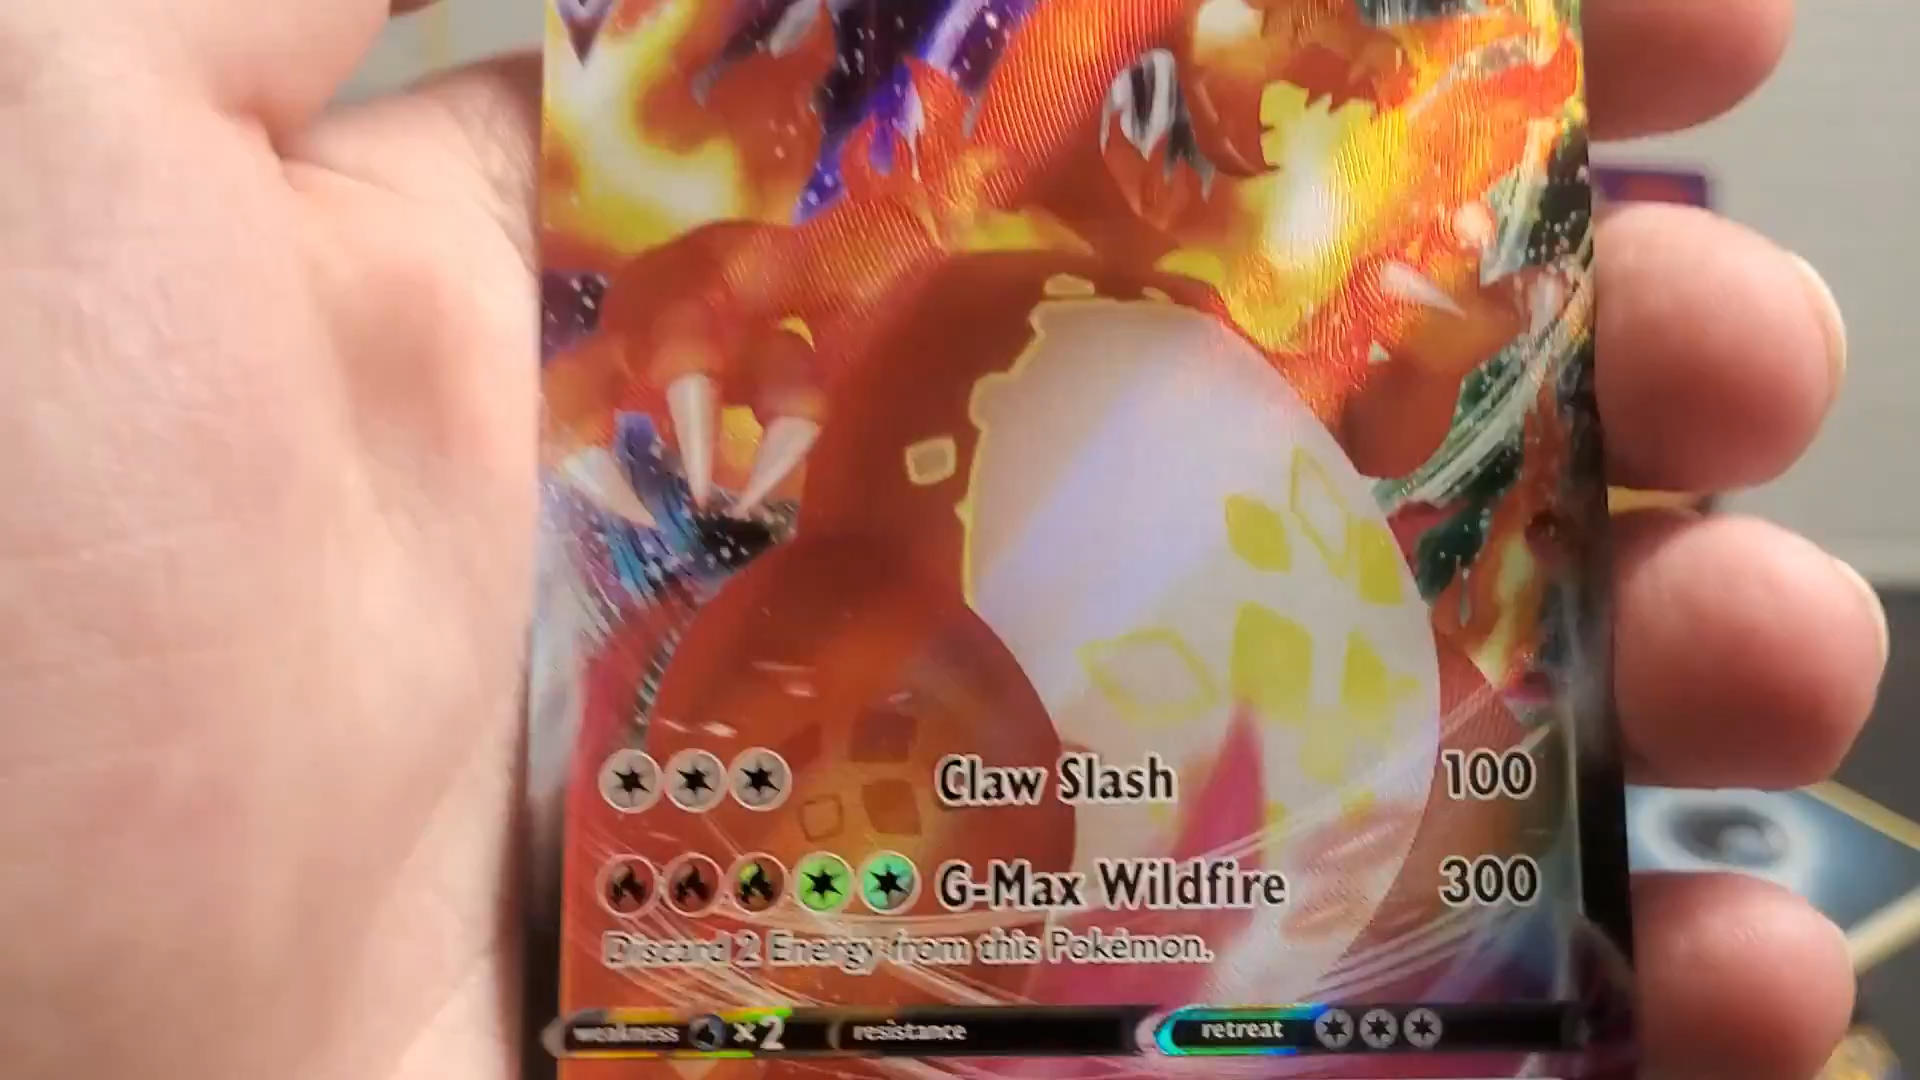 Claw Slash 100
G-Max Wildfire 300
Discard 2 Energy from this Pokémon.
weakness ×2 resistance retreat